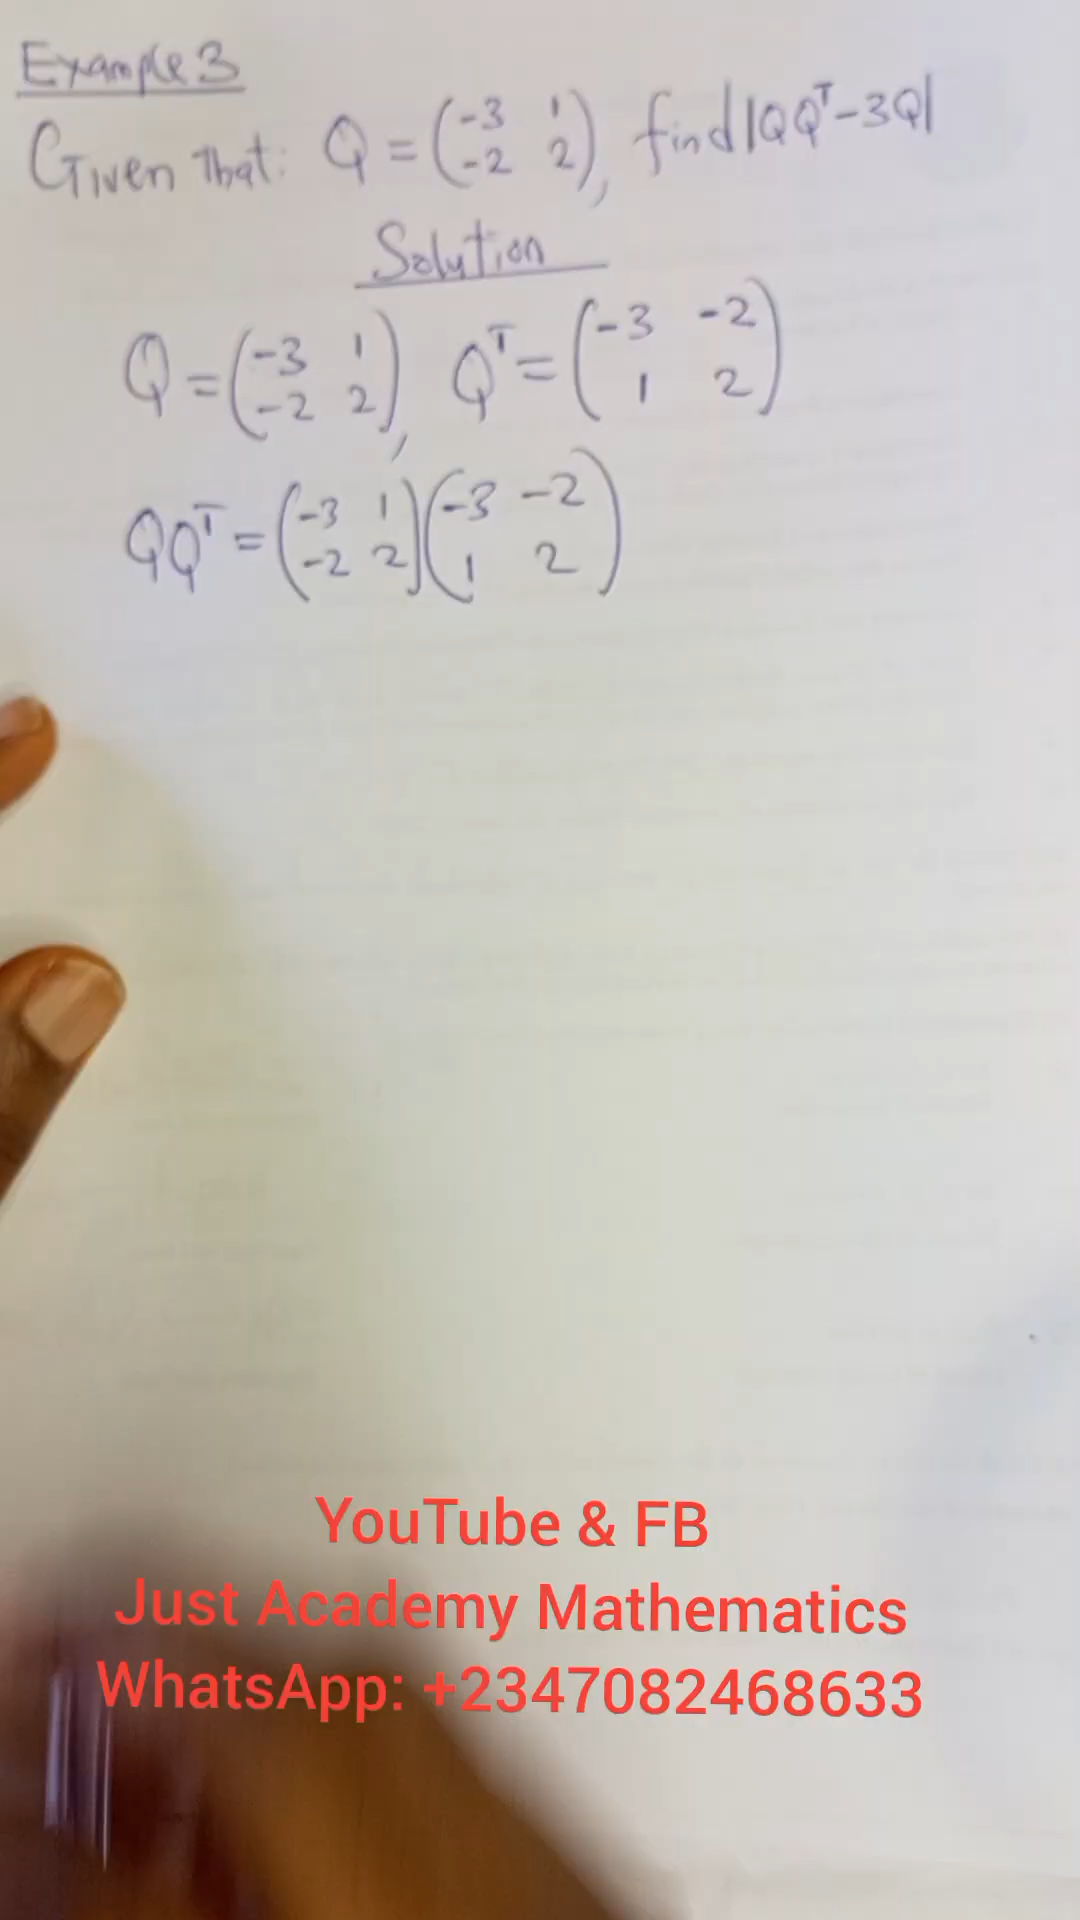 Example 3
Given that: Q = (-3 1
-2 2), find |QQᵀ-3Q|
Solution
Q = (-3 1
-2 2), Qᵀ = (-3 -2
1 2)
QQᵀ = (-3 1
-2 2)(-3 -2
1 2)
YouTube & FB
Just Academy Mathematics
WhatsApp: +2347082468633